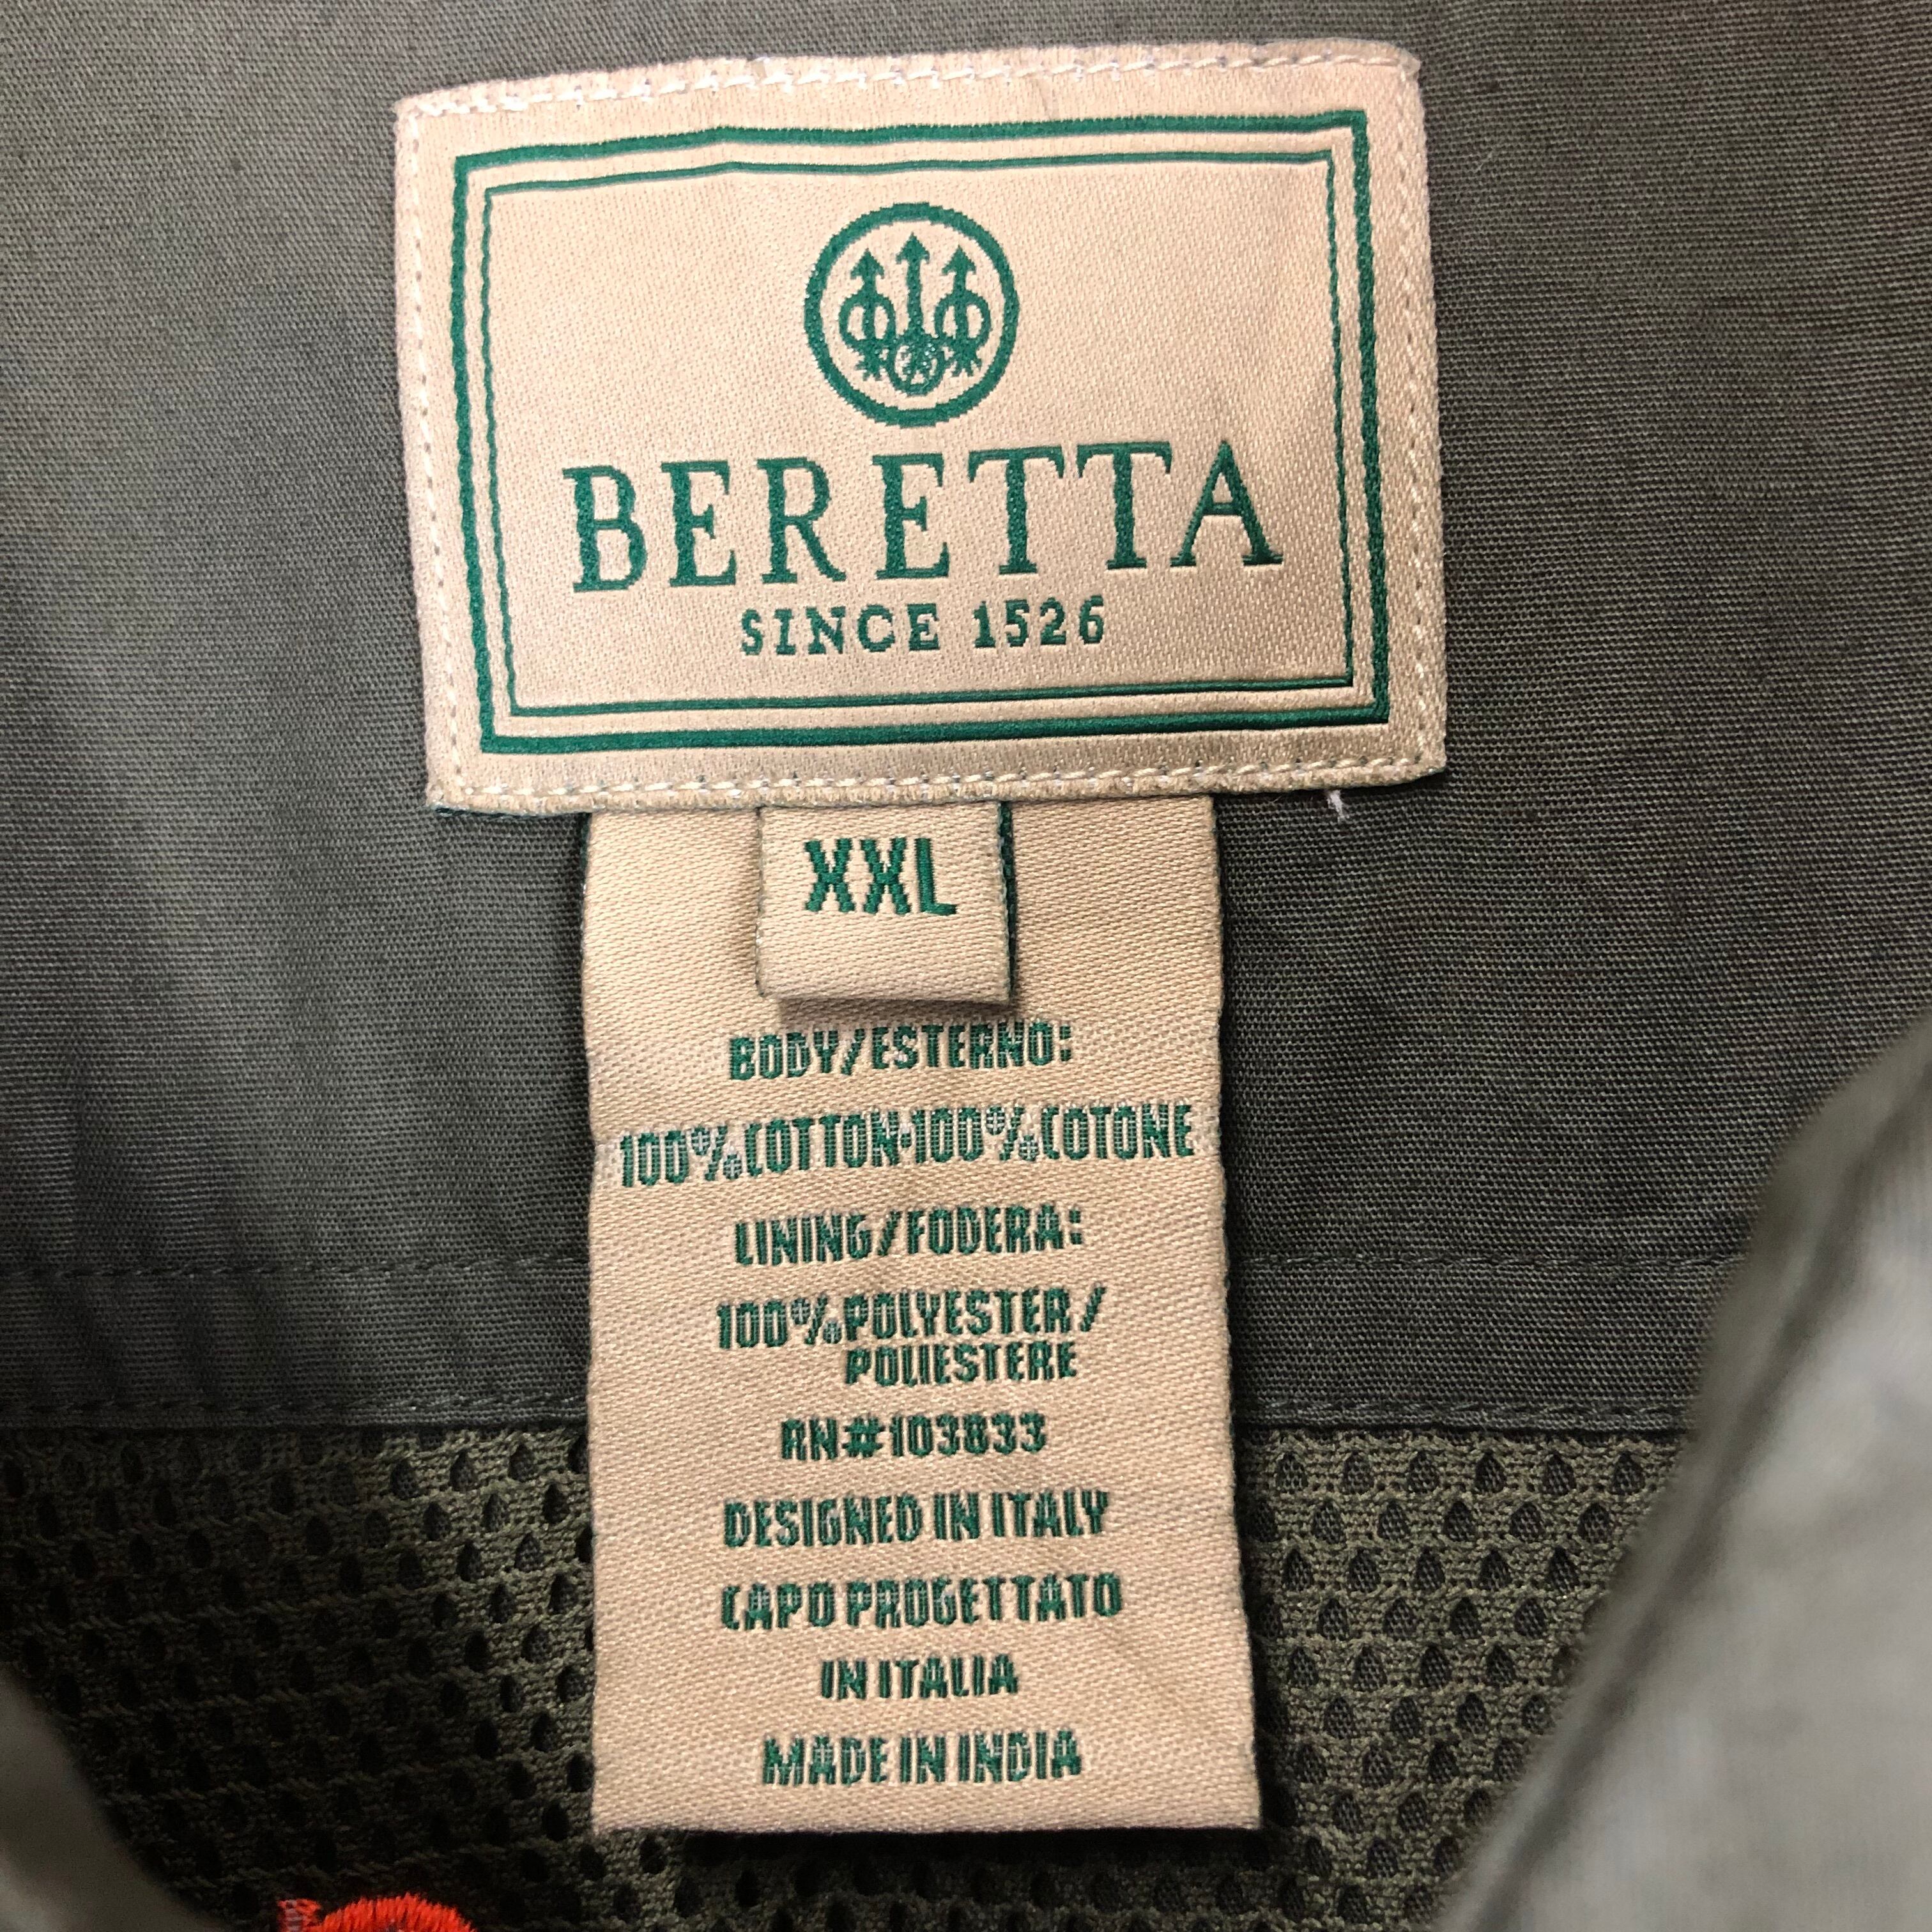 BERETTA
SINCE 1526
XXL
BODY/ESTERNO:
100%COTTON·100%COTONE
LINING/FODERA:
100%POLYESTER/
POLIESTERE
RN#103833
DESIGNED IN ITALY
CAPO PROGETTATO
IN ITALIA
MADE IN INDIA